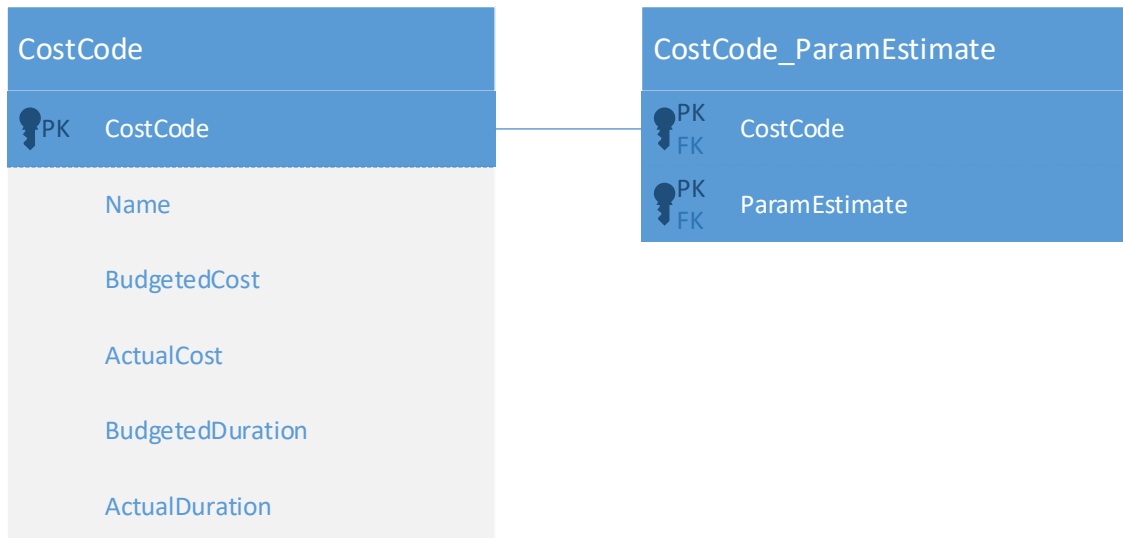 CostCode
PK CostCode
Name
BudgetedCost
ActualCost
BudgetedDuration
ActualDuration
CostCode_ParamEstimate
PK
FK
CostCode
PK
FK
ParamEstimate